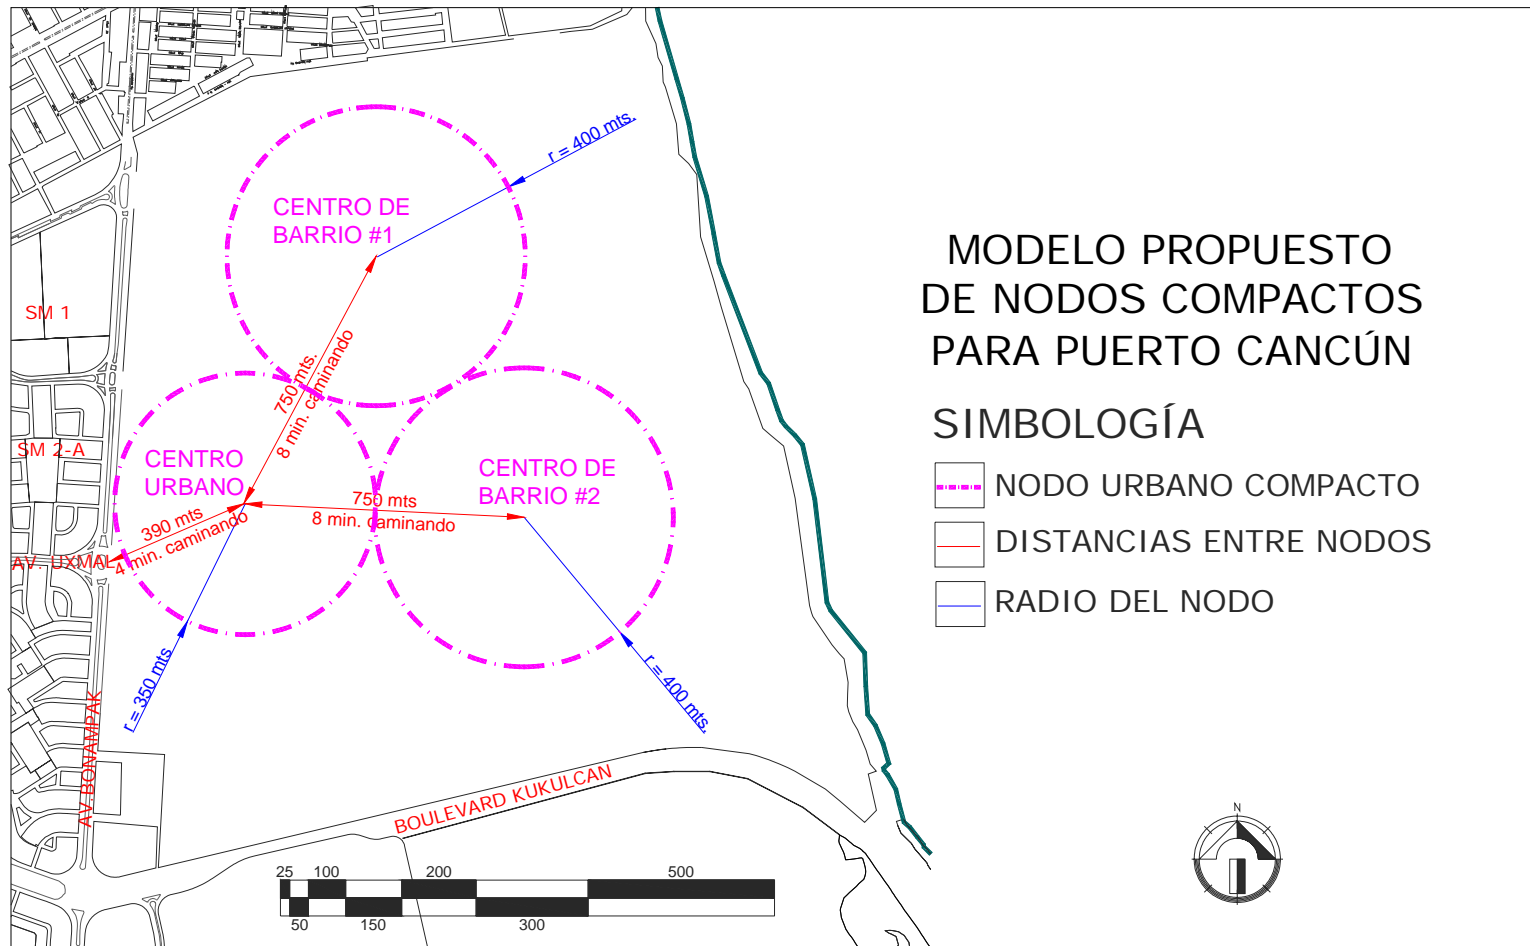 CENTRO DE
BARRIO #1
r = 400 mts.
SM 1
750 mts.
8 min. caminando
SM 2-A
CENTRO
URBANO
CENTRO DE
BARRIO #2
750 mts
8 min. caminando
390 mts
4 min. caminando
AV. UXMAL
r = 350 mts
r = 400 mts.
AV BONAMPAK
BOULEVARD KUKULCAN
25 100 200 500
50 150 300
MODELO PROPUESTO
DE NODOS COMPACTOS
PARA PUERTO CANCÚN
SIMBOLOGÍA
NODO URBANO COMPACTO
DISTANCIAS ENTRE NODOS
RADIO DEL NODO
N